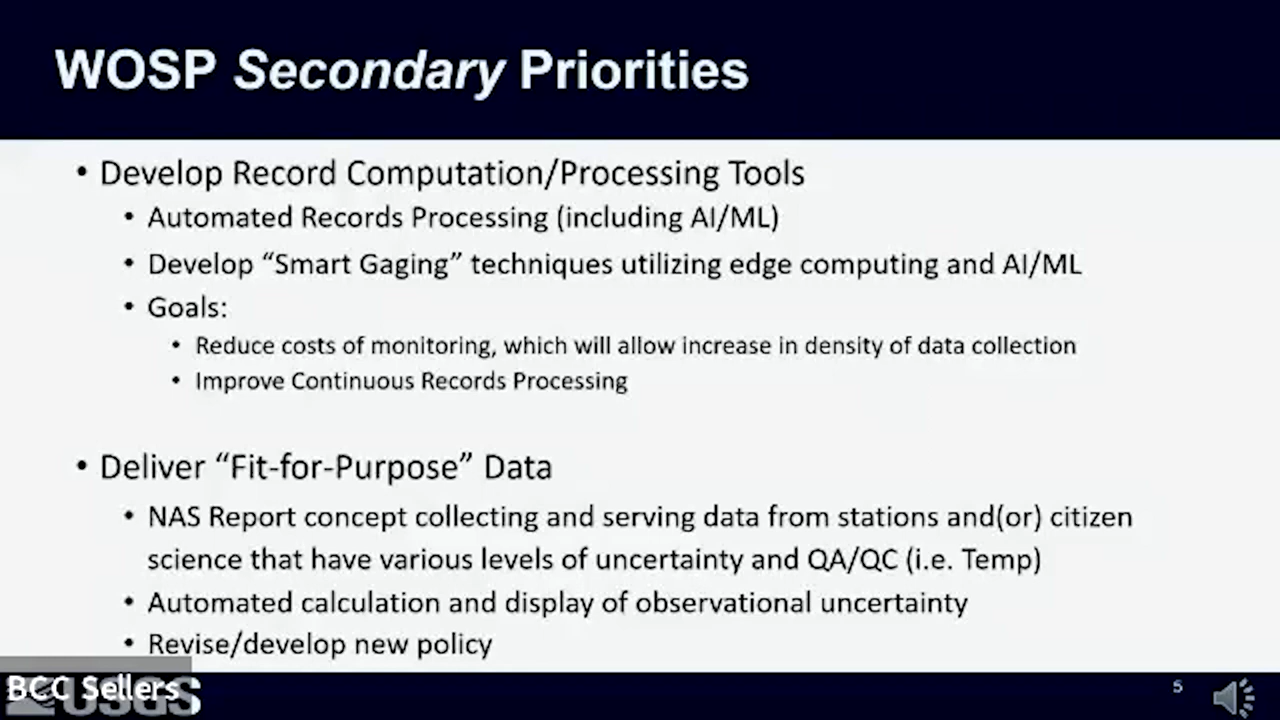 WOSP Secondary Priorities
• Develop Record Computation/Processing Tools
• Automated Records Processing (including AI/ML)
• Develop “Smart Gaging” techniques utilizing edge computing and AI/ML
• Goals:
• Reduce costs of monitoring, which will allow increase in density of data collection
• Improve Continuous Records Processing
• Deliver “Fit-for-Purpose” Data
• NAS Report concept collecting and serving data from stations and(or) citizen
science that have various levels of uncertainty and QA/QC (i.e. Temp)
• Automated calculation and display of observational uncertainty
• Revise/develop new policy
BCC Sellers
USGS
5